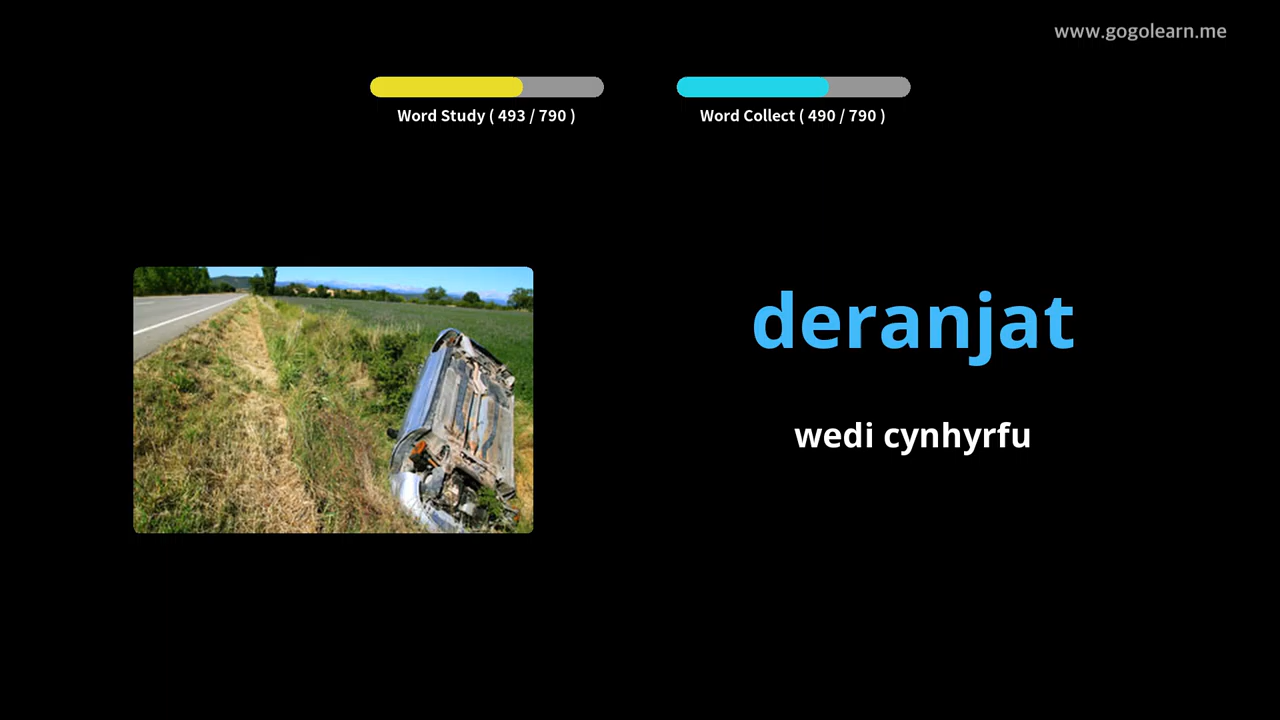 www.gogolearn.me
Word Study ( 493 / 790 )
Word Collect ( 490 / 790 )
deranjat
wedi cynhyrfu